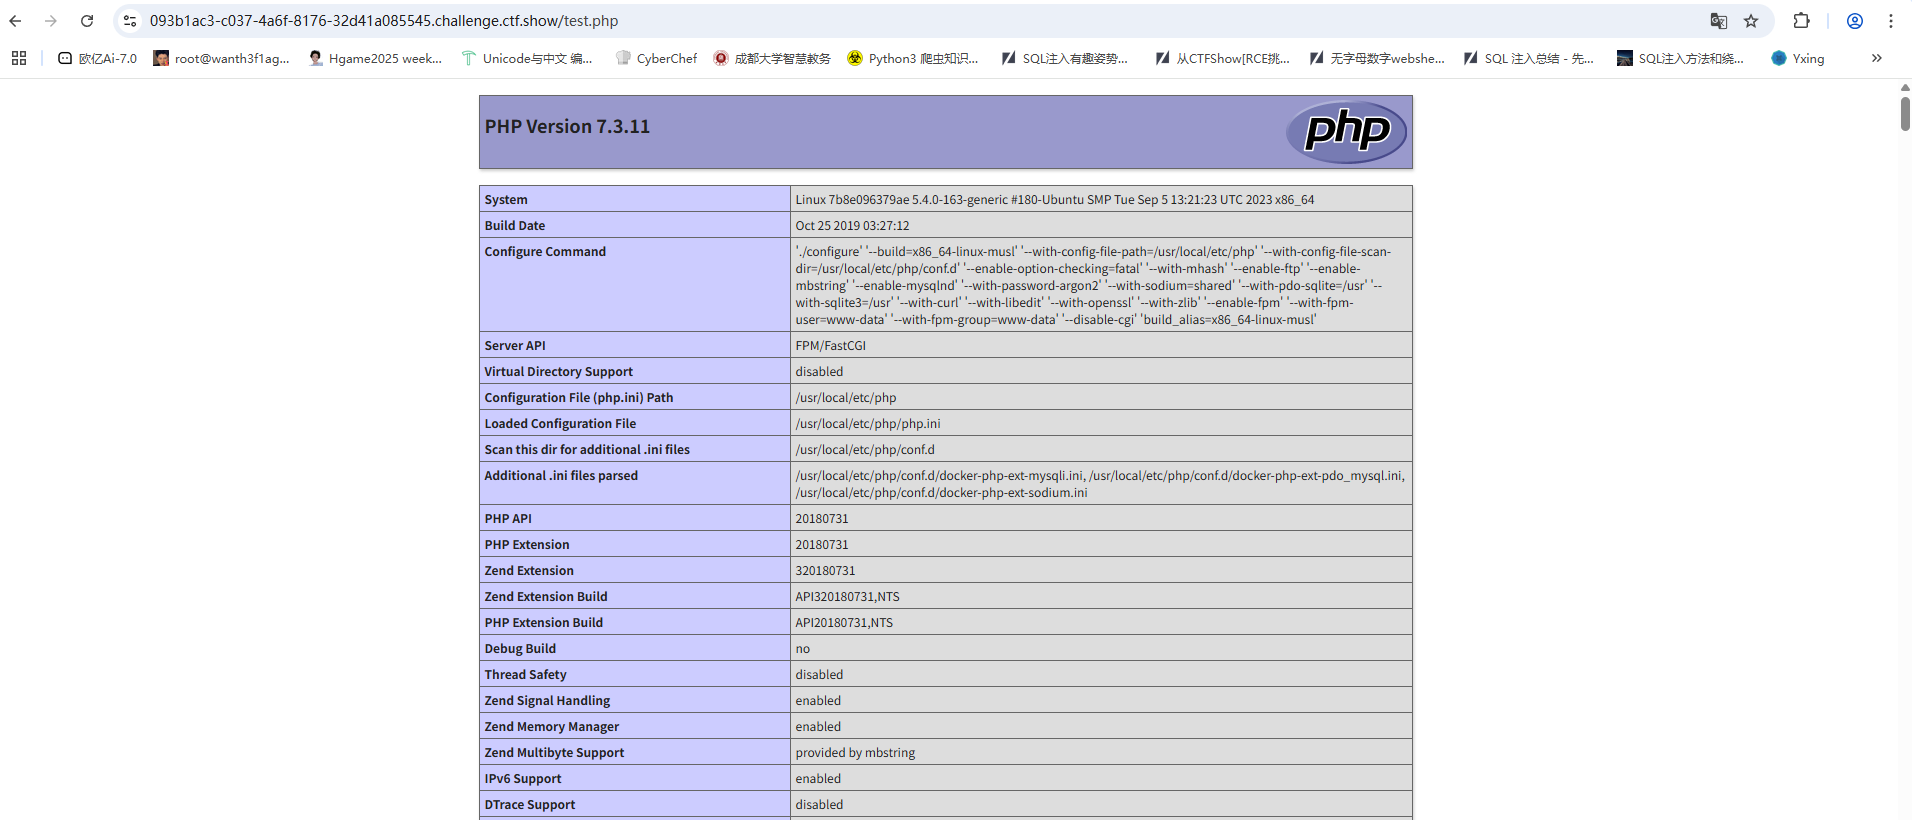 093b1ac3-c037-4a6f-8176-32d41a085545.challenge.ctf.show/test.php
欧亿Ai-7.0
root@wanth3f1ag...
Hgame2025 week...
Unicode与中文 编...
CyberChef
成都大学智慧教务
Python3 爬虫知识...
SQL注入有趣姿势...
从CTFShow[RCE挑...
无字母数字webshe...
SQL 注入总结 - 先...
SQL注入方法和绕...
Yxing
PHP Version 7.3.11
php
System Linux 7b8e096379ae 5.4.0-163-generic #180-Ubuntu SMP Tue Sep 5 13:21:23 UTC 2023 x86_64
Build Date Oct 25 2019 03:27:12
Configure Command './configure' '--build=x86_64-linux-musl' '--with-config-file-path=/usr/local/etc/php' '--with-config-file-scan-
dir=/usr/local/etc/php/conf.d' '--enable-option-checking=fatal' '--with-mhash' '--enable-ftp' '--enable-
mbstring' '--enable-mysqlnd' '--with-password-argon2' '--with-sodium=shared' '--with-pdo-sqlite=/usr' '--
with-sqlite3=/usr' '--with-curl' '--with-libedit' '--with-openssl' '--with-zlib' '--enable-fpm' '--with-fpm-
user=www-data' '--with-fpm-group=www-data' '--disable-cgi' 'build_alias=x86_64-linux-musl'
Server API FPM/FastCGI
Virtual Directory Support disabled
Configuration File (php.ini) Path /usr/local/etc/php
Loaded Configuration File /usr/local/etc/php/php.ini
Scan this dir for additional .ini files /usr/local/etc/php/conf.d
Additional .ini files parsed /usr/local/etc/php/conf.d/docker-php-ext-mysqli.ini, /usr/local/etc/php/conf.d/docker-php-ext-pdo_mysql.ini,
/usr/local/etc/php/conf.d/docker-php-ext-sodium.ini
PHP API 20180731
PHP Extension 20180731
Zend Extension 320180731
Zend Extension Build API320180731,NTS
PHP Extension Build API20180731,NTS
Debug Build no
Thread Safety disabled
Zend Signal Handling enabled
Zend Memory Manager enabled
Zend Multibyte Support provided by mbstring
IPv6 Support enabled
DTrace Support disabled